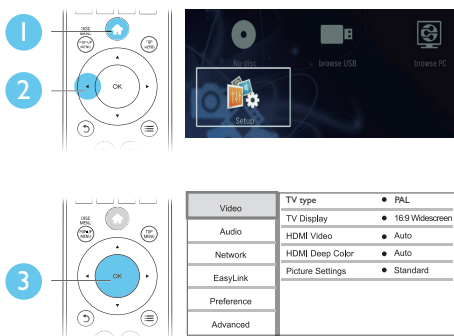 1
DISC
MENU
POP-UP
MENU
TOP
MENU
2
OK
No disc
browse USB
browse PC
Setup
DISC
MENU
POP-UP
MENU
TOP
MENU
3
OK
Video
Audio
Network
EasyLink
Preference
Advanced
TV type ● PAL
TV Display ● 16:9 Widescreen
HDMI Video ● Auto
HDMI Deep Color ● Auto
Picture Settings ● Standard